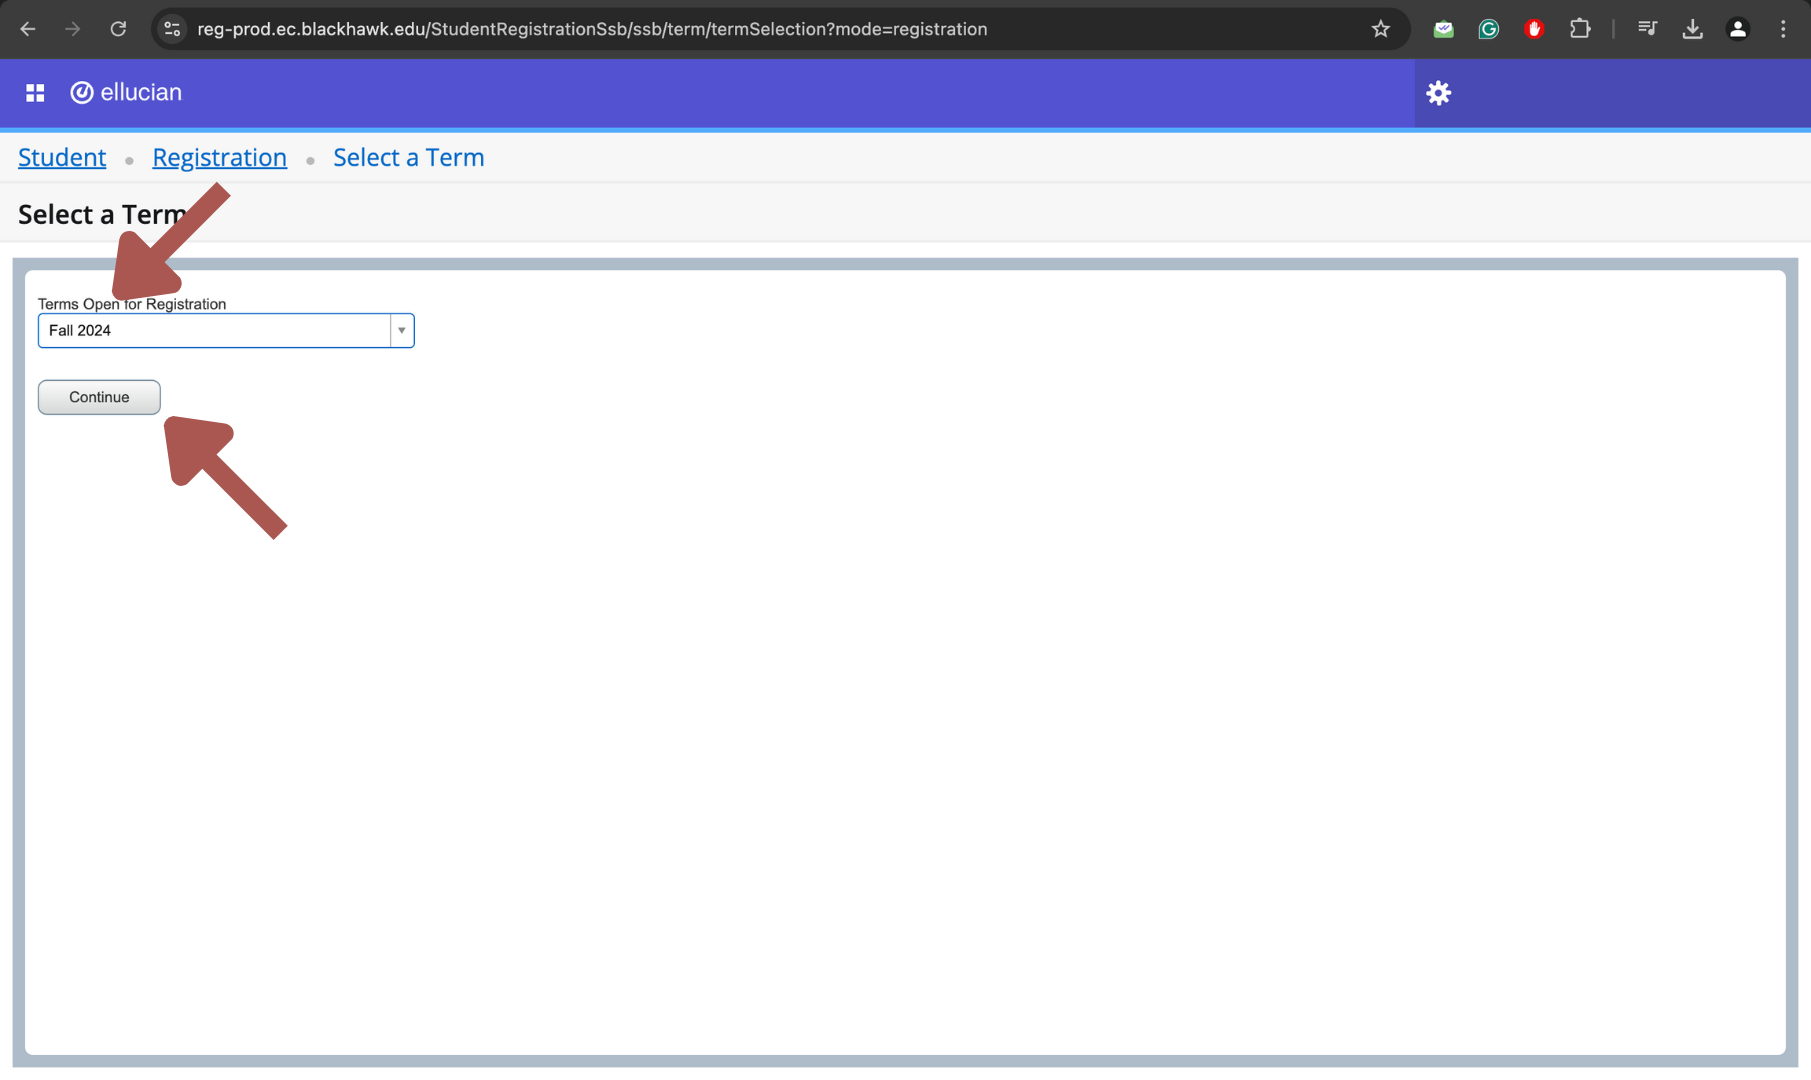 reg-prod.ec.blackhawk.edu/StudentRegistrationSsb/ssb/term/termSelection?mode=registration
ellucian
Student • Registration • Select a Term
Select a Term
Terms Open for Registration
Fall 2024
Continue